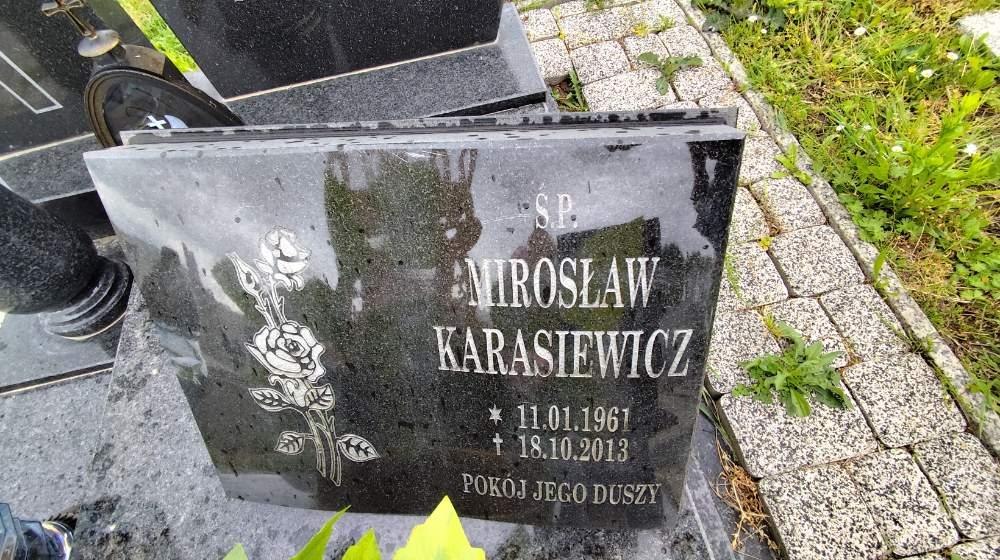 Ś.P.
MIROSŁAW
KARASIEWICZ
* 11.01.1961
✝ 18.10.2013
POKÓJ JEGO DUSZY